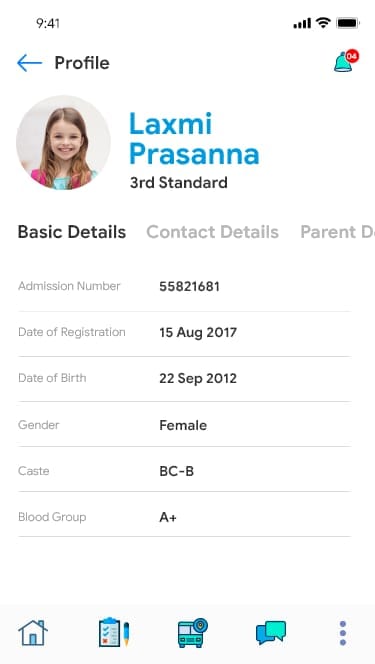 9:41
Profile
04
Laxmi
Prasanna
3rd Standard
Basic Details Contact Details Parent D
Admission Number 55821681
Date of Registration 15 Aug 2017
Date of Birth 22 Sep 2012
Gender Female
Caste BC-B
Blood Group A+